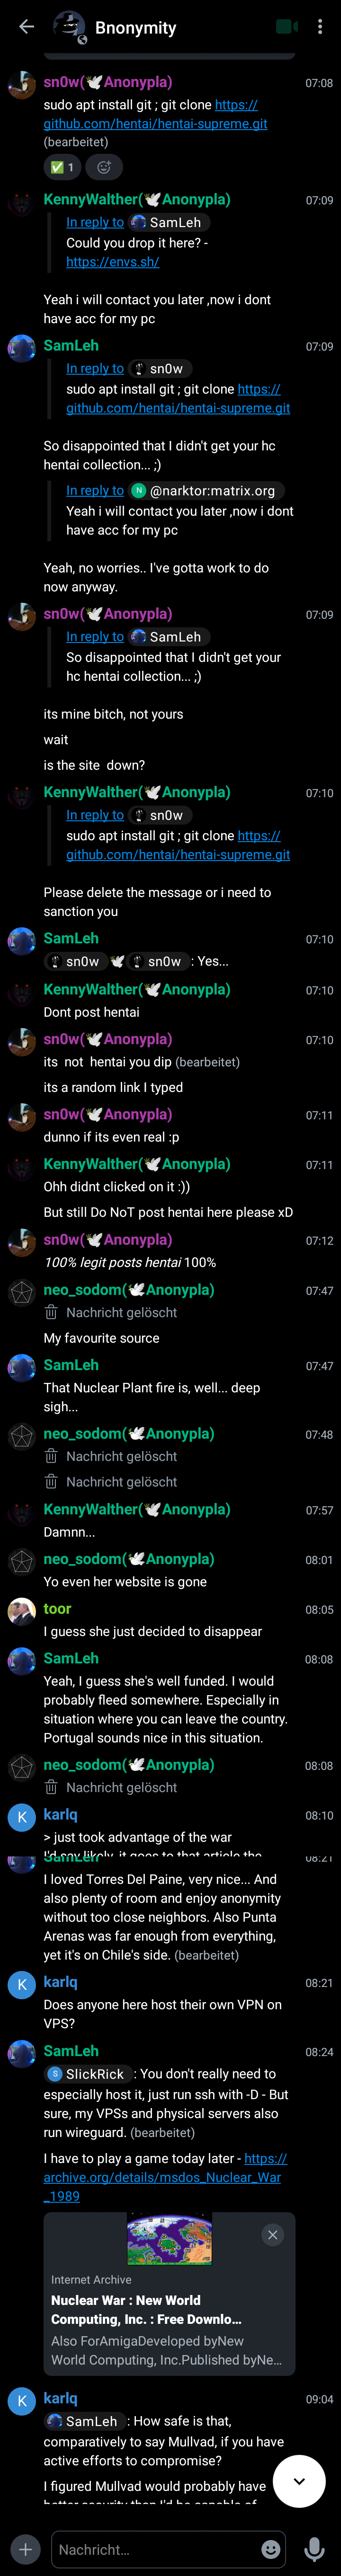 Bnonymity
sn0w(🕊️Anonypla) 07:08
sudo apt install git ; git clone https://
github.com/hentai/hentai-supreme.git
(bearbeitet)
✅ 1
KennyWalther(🕊️Anonypla) 07:09
In reply to SamLeh
Could you drop it here? -
https://envs.sh/
Yeah i will contact you later ,now i dont
have acc for my pc
SamLeh 07:09
In reply to sn0w
sudo apt install git ; git clone https://
github.com/hentai/hentai-supreme.git
So disappointed that I didn't get your hc
hentai collection... ;)
In reply to N @narktor:matrix.org
Yeah i will contact you later ,now i dont
have acc for my pc
Yeah, no worries.. I've gotta work to do
now anyway.
sn0w(🕊️Anonypla) 07:09
In reply to SamLeh
So disappointed that I didn't get your
hc hentai collection... ;)
its mine bitch, not yours
wait
is the site down?
KennyWalther(🕊️Anonypla) 07:10
In reply to sn0w
sudo apt install git ; git clone https://
github.com/hentai/hentai-supreme.git
Please delete the message or i need to
sanction you
SamLeh 07:10
sn0w 🕊️ sn0w : Yes...
KennyWalther(🕊️Anonypla) 07:10
Dont post hentai
sn0w(🕊️Anonypla) 07:10
its not hentai you dip (bearbeitet)
its a random link I typed
sn0w(🕊️Anonypla) 07:11
dunno if its even real :p
KennyWalther(🕊️Anonypla) 07:11
Ohh didnt clicked on it :))
But still Do NoT post hentai here please xD
sn0w(🕊️Anonypla) 07:12
100% legit posts hentai 100%
neo_sodom(🕊️Anonypla) 07:47
Nachricht gelöscht
My favourite source
SamLeh 07:47
That Nuclear Plant fire is, well... deep
sigh...
neo_sodom(🕊️Anonypla) 07:48
Nachricht gelöscht
Nachricht gelöscht
KennyWalther(🕊️Anonypla) 07:57
Damnn...
neo_sodom(🕊️Anonypla) 08:01
Yo even her website is gone
toor 08:05
I guess she just decided to disappear
SamLeh 08:08
Yeah, I guess she's well funded. I would
probably fleed somewhere. Especially in
situation where you can leave the country.
Portugal sounds nice in this situation.
neo_sodom(🕊️Anonypla) 08:08
Nachricht gelöscht
K karlq 08:10
> just took advantage of the war
I'd say likely, it goes to that article the
SamLeh 08:21
I loved Torres Del Paine, very nice... And
also plenty of room and enjoy anonymity
without too close neighbors. Also Punta
Arenas was far enough from everything,
yet it's on Chile's side. (bearbeitet)
K karlq 08:21
Does anyone here host their own VPN on
VPS?
SamLeh 08:24
S SlickRick : You don't really need to
especially host it, just run ssh with -D - But
sure, my VPSs and physical servers also
run wireguard. (bearbeitet)
I have to play a game today later - https://
archive.org/details/msdos_Nuclear_War
_1989
Internet Archive
Nuclear War : New World
Computing, Inc. : Free Downlo...
Also ForAmigaDeveloped byNew
World Computing, Inc.Published byNe...
K karlq 09:04
SamLeh : How safe is that,
comparatively to say Mullvad, if you have
active efforts to compromise?
I figured Mullvad would probably have
better security than I'd be capable of
Nachricht...